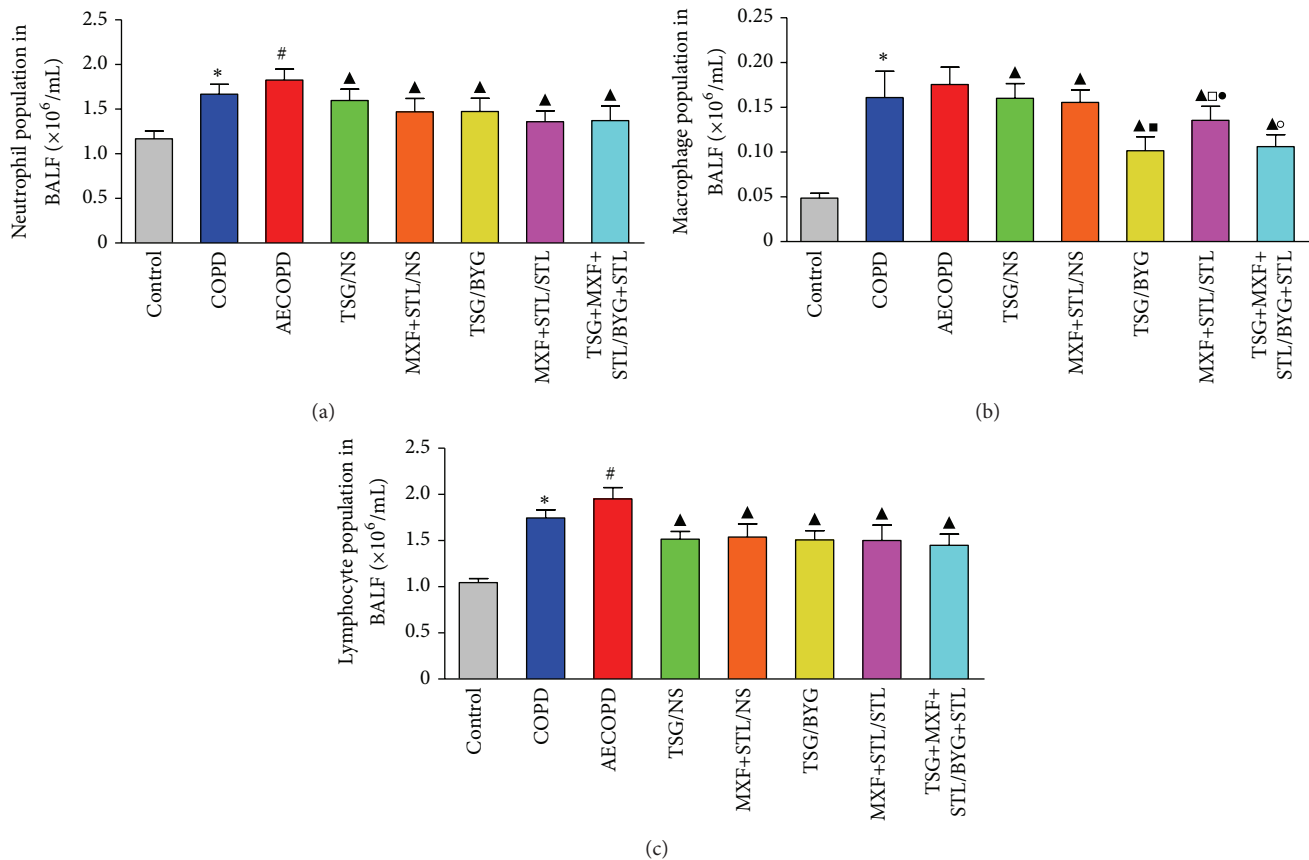 Neutrophil population in
BALF (×10⁶/mL)
2.5
2.0
1.5
1.0
0.5
0
*
#
▲
▲
▲
▲
▲
Control
COPD
AECOPD
TSG/NS
MXF+STL/NS
TSG/BYG
MXF+STL/STL
TSG+MXF+
STL/BYG+STL
(a)
Macrophage population in
BALF (×10⁶/mL)
0.25
0.20
0.15
0.10
0.05
0
*
▲
▲
▲■
▲□●
▲○
Control
COPD
AECOPD
TSG/NS
MXF+STL/NS
TSG/BYG
MXF+STL/STL
TSG+MXF+
STL/BYG+STL
(b)
Lymphocyte population in
BALF (×10⁶/mL)
2.5
2.0
1.5
1.0
0.5
0
*
#
▲
▲
▲
▲
▲
Control
COPD
AECOPD
TSG/NS
MXF+STL/NS
TSG/BYG
MXF+STL/STL
TSG+MXF+
STL/BYG+STL
(c)